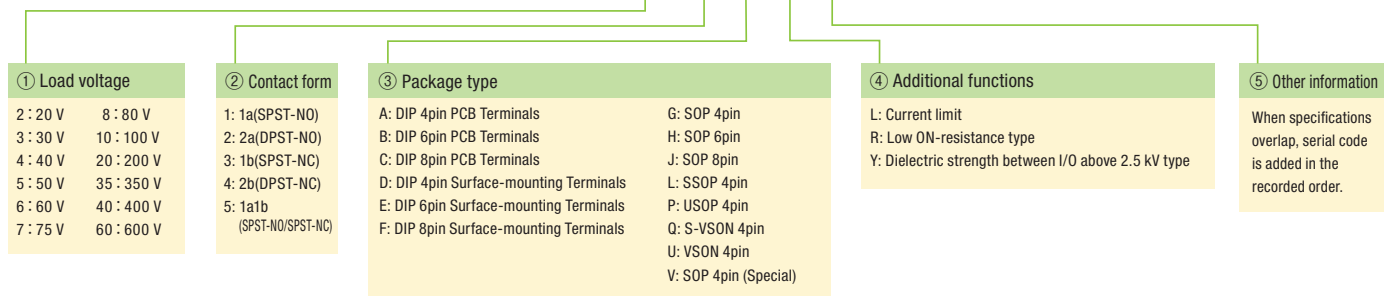 ① Load voltage
2：20 V 8：80 V
3：30 V 10：100 V
4：40 V 20：200 V
5：50 V 35：350 V
6：60 V 40：400 V
7：75 V 60：600 V
② Contact form
1: 1a(SPST-NO)
2: 2a(DPST-NO)
3: 1b(SPST-NC)
4: 2b(DPST-NC)
5: 1a1b
(SPST-NO/SPST-NC)
③ Package type
A: DIP 4pin PCB Terminals
B: DIP 6pin PCB Terminals
C: DIP 8pin PCB Terminals
D: DIP 4pin Surface-mounting Terminals
E: DIP 6pin Surface-mounting Terminals
F: DIP 8pin Surface-mounting Terminals
G: SOP 4pin
H: SOP 6pin
J: SOP 8pin
L: SSOP 4pin
P: USOP 4pin
Q: S-VSON 4pin
U: VSON 4pin
V: SOP 4pin (Special)
④ Additional functions
L: Current limit
R: Low ON-resistance type
Y: Dielectric strength between I/O above 2.5 kV type
⑤ Other information
When specifications
overlap, serial code
is added in the
recorded order.